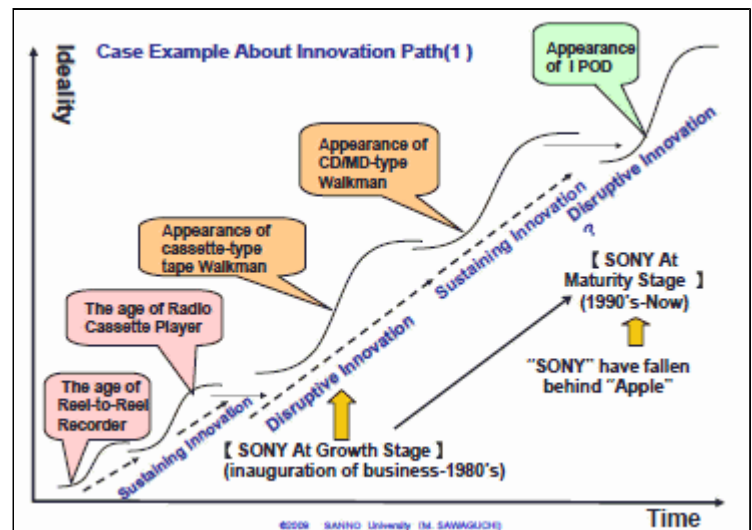 Case Example About Innovation Path(1 )
Ideality
Appearance
of I POD
Appearance of
CD/MD-type
Walkman
Appearance of
cassette-type
tape Walkman
The age of Radio
Cassette Player
The age of
Reel-to-Reel
Recorder
Sustaining Innovation
Disruptive Innovation
Sustaining Innovation
Disruptive Innovation
?
【 SONY At
Maturity Stage 】
(1990's-Now)
"SONY" have fallen
behind "Apple"
【 SONY At Growth Stage 】
(inauguration of business-1980's)
Time
©2009 SANNO University (M. SAWAGUCHI)